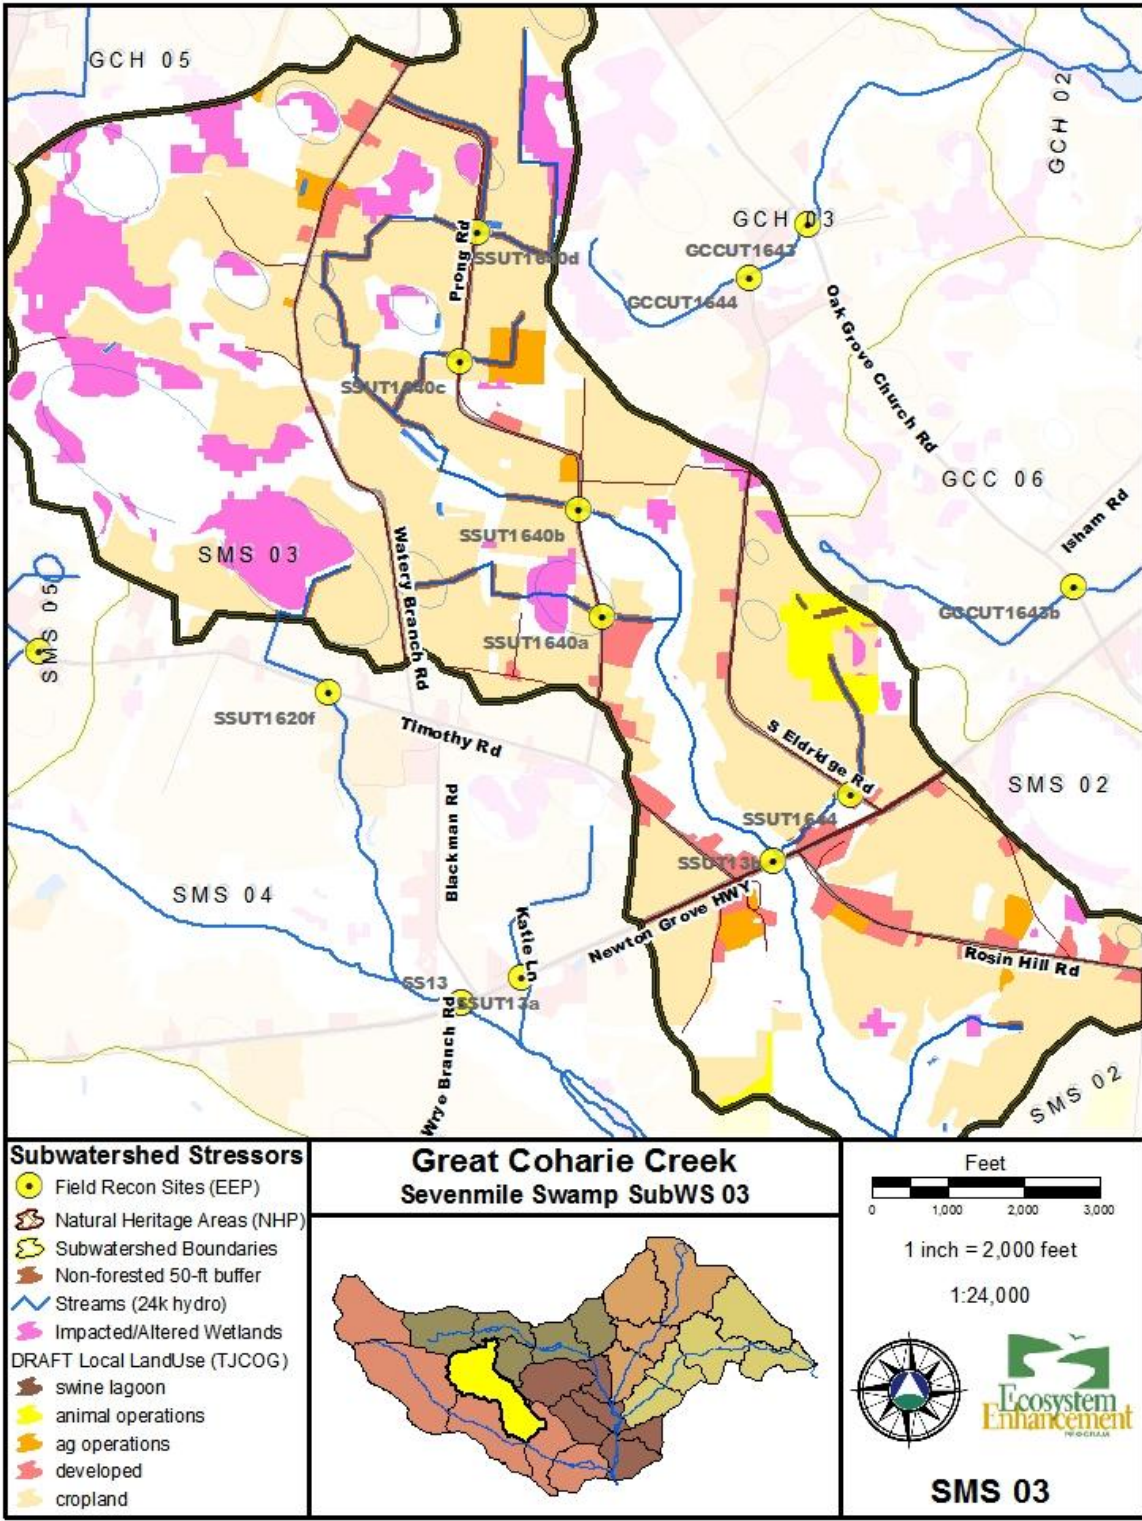 GCH 05
GCH 02
GCH 03
GCCUT1643
SSUT1640d
Prong Rd
GCCUT1644
Oak Grove Church Rd
SSUT1640c
GCC 06
Isham Rd
SSUT1640b
SMS 03
Watery Branch Rd
SMS 05
GCCUT1643b
SSUT1640a
SSUT1620f
Timothy Rd
S Eldridge Rd
SMS 02
Blackman Rd
SSUT1644
SSUT13b
SMS 04
Katie Ln
Newton Grove HWY
Rosin Hill Rd
SS13
SSUT13a
Wrye Branch Rd
SMS 02
Subwatershed Stressors
Field Recon Sites (EEP)
Natural Heritage Areas (NHP)
Subwatershed Boundaries
Non-forested 50-ft buffer
Streams (24k hydro)
Impacted/Altered Wetlands
DRAFT Local LandUse (TJCOG)
swine lagoon
animal operations
ag operations
developed
cropland
Great Coharie Creek
Sevenmile Swamp SubWS 03
Feet
0 1,000 2,000 3,000
1 inch = 2,000 feet
1:24,000
Ecosystem
Enhancement
PROGRAM
SMS 03